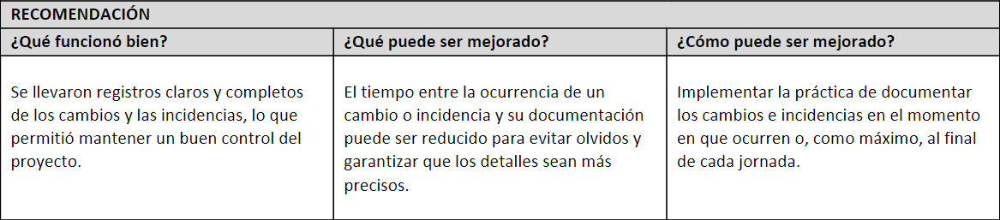 RECOMENDACIÓN
¿Qué funcionó bien?
¿Qué puede ser mejorado?
¿Cómo puede ser mejorado?
Se llevaron registros claros y completos
de los cambios y las incidencias, lo que
permitió mantener un buen control del
proyecto.
El tiempo entre la ocurrencia de un
cambio o incidencia y su documentación
puede ser reducido para evitar olvidos y
garantizar que los detalles sean más
precisos.
Implementar la práctica de documentar
los cambios e incidencias en el momento
en que ocurren o, como máximo, al final
de cada jornada.